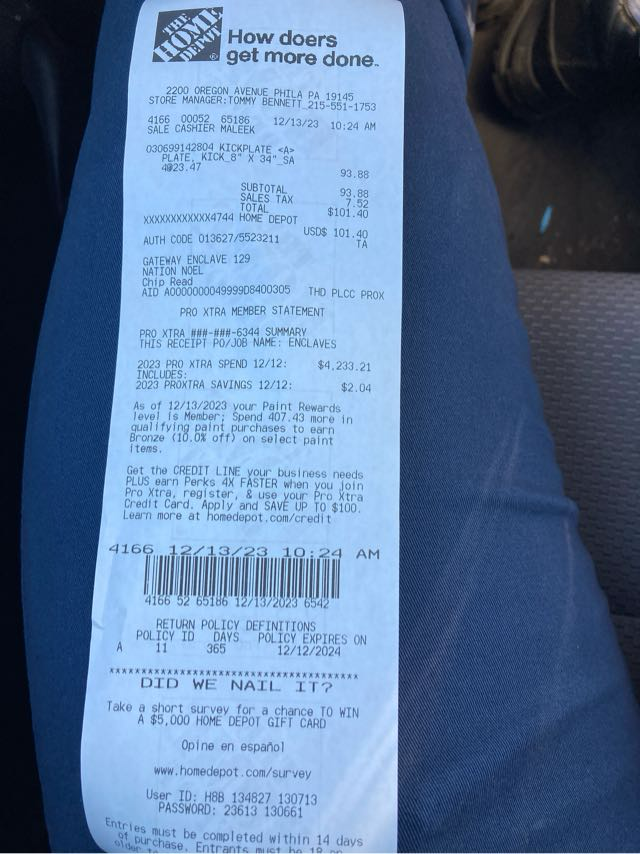 THE
HOME
DEPOT
®
How doers
get more done™
2200 OREGON AVENUE PHILA PA 19145
STORE MANAGER:TOMMY BENNETT 215-551-1753
4166 00052 65186 12/13/23 10:24 AM
SALE CASHIER MALEEK
030699142804 KICKPLATE <A>
PLATE, KICK 8" X 34" SA
4@23.47 93.88
SUBTOTAL 93.88
SALES TAX 7.52
TOTAL $101.40
XXXXXXXXXXXX4744 HOME DEPOT
USD$ 101.40
AUTH CODE 013627/5523211 TA
GATEWAY ENCLAVE 129
NATION NOEL
Chip Read
AID A0000000049999D8400305 THD PLCC PROX
PRO XTRA MEMBER STATEMENT
PRO XTRA ###-###-6344 SUMMARY
THIS RECEIPT PO/JOB NAME: ENCLAVES
2023 PRO XTRA SPEND 12/12: $4,233.21
INCLUDES:
2023 PROXTRA SAVINGS 12/12: $2.04
As of 12/13/2023 your Paint Rewards
level is Member; Spend 407.43 more in
qualifying paint purchases to earn
Bronze (10.0% off) on select paint
items.
Get the CREDIT LINE your business needs
PLUS earn Perks 4X FASTER when you join
Pro Xtra, register, & use your Pro Xtra
Credit Card. Apply and SAVE UP TO $100.
Learn more at homedepot.com/credit
4166 12/13/23 10:24 AM
4166 52 65186 12/13/2023 6542
RETURN POLICY DEFINITIONS
POLICY ID DAYS POLICY EXPIRES ON
A 11 365 12/12/2024
****************************************
DID WE NAIL IT?
Take a short survey for a chance TO WIN
A $5,000 HOME DEPOT GIFT CARD
Opine en español
www.homedepot.com/survey
User ID: H8B 134827 130713
PASSWORD: 23613 130661
Entries must be completed within 14 days
of purchase. Entrants must be 18 or
older to